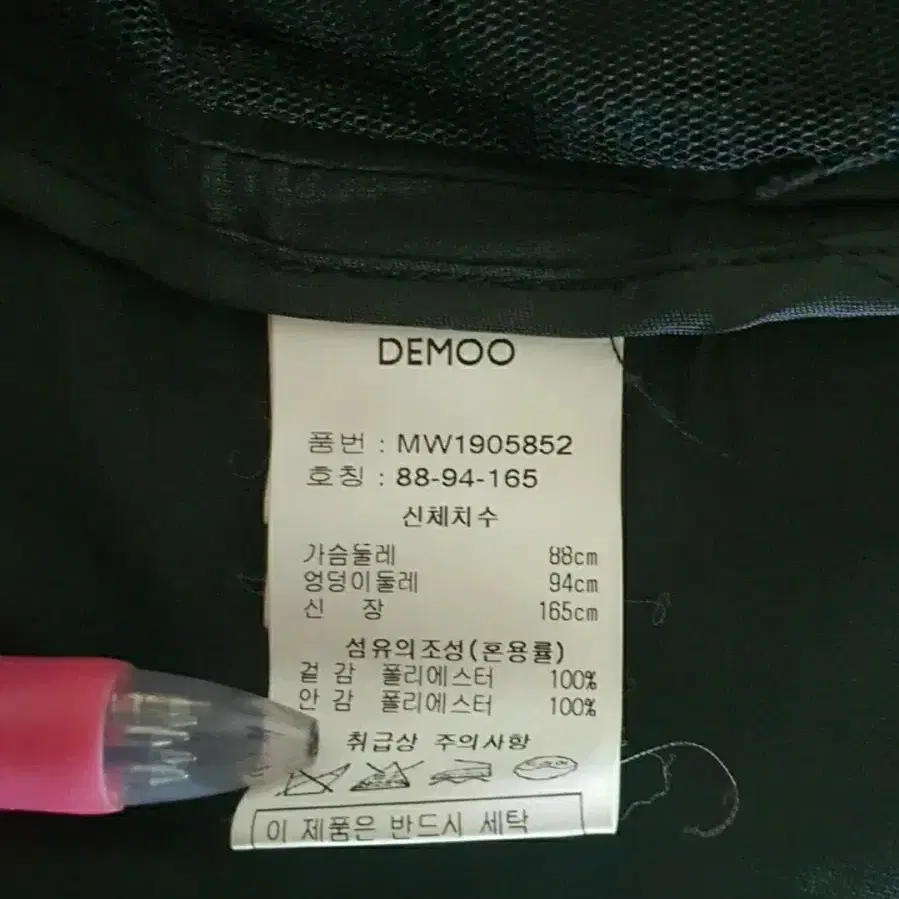 DEMOO
품번 : MW1905852
호칭 : 88-94-165
신체치수
가슴둘레 88cm
엉덩이둘레 94cm
신 장 165cm
섬유의조성(혼용률)
겉 감 폴리에스터 100%
안 감 폴리에스터 100%
취급상 주의사항
이 제품은 반드시 세탁